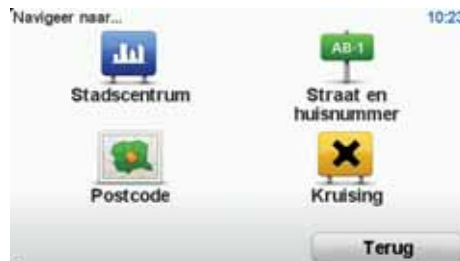 Navigeer naar...
10:23
AB-1
Stadscentrum
Straat en
huisnummer
Postcode
Kruising
Terug